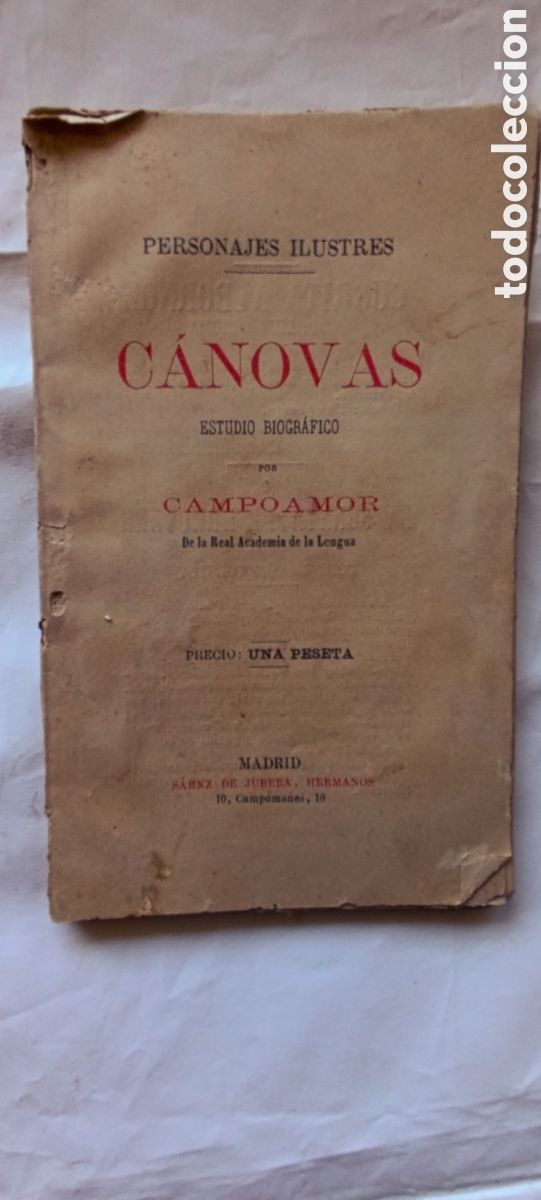 PERSONAJES ILUSTRES
CÁNOVAS
ESTUDIO BIOGRÁFICO
POR
CAMPOAMOR
De la Real Academia de la Lengua
PRECIO: UNA PESETA
MADRID
SÁENZ DE JUBERA, HERMANOS
10, Campomanes, 10
todocoleccion